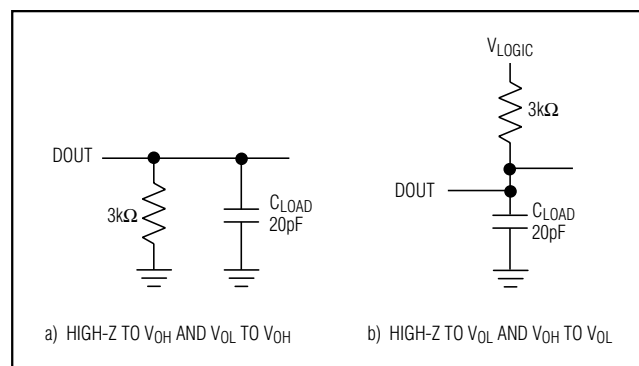 DOUT
3kΩ
CLOAD
20pF
a) HIGH-Z TO VOH AND VOL TO VOH
VLOGIC
3kΩ
DOUT
CLOAD
20pF
b) HIGH-Z TO VOL AND VOH TO VOL